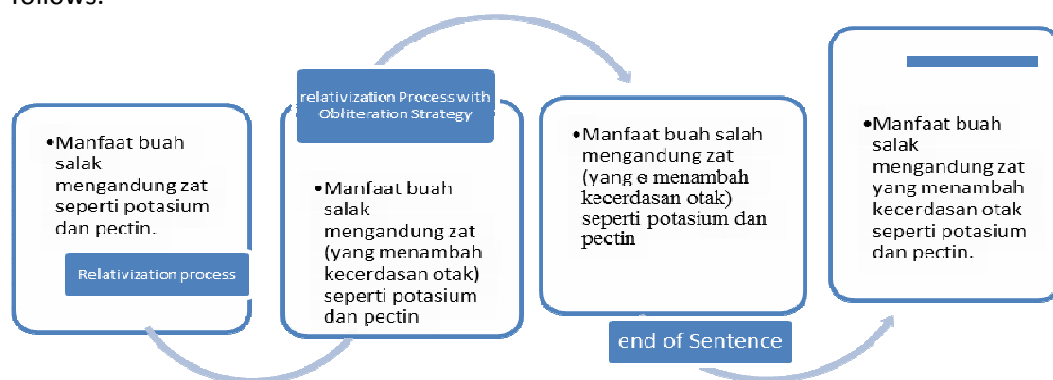 follows:
•Manfaat buah
salak
mengandung zat
seperti potasium
dan pectin.
Relativization process
relativization Process with
Obliteration Strategy
•Manfaat buah
salak
mengandung zat
(yang menambah
kecerdasan otak)
seperti potasium
dan pectin
•Manfaat buah salah
mengandung zat
(yang ɵ menambah
kecerdasan otak)
seperti potasium dan
pectin
end of Sentence
•Manfaat buah
salak
mengandung zat
yang menambah
kecerdasan otak
seperti potasium
dan pectin.